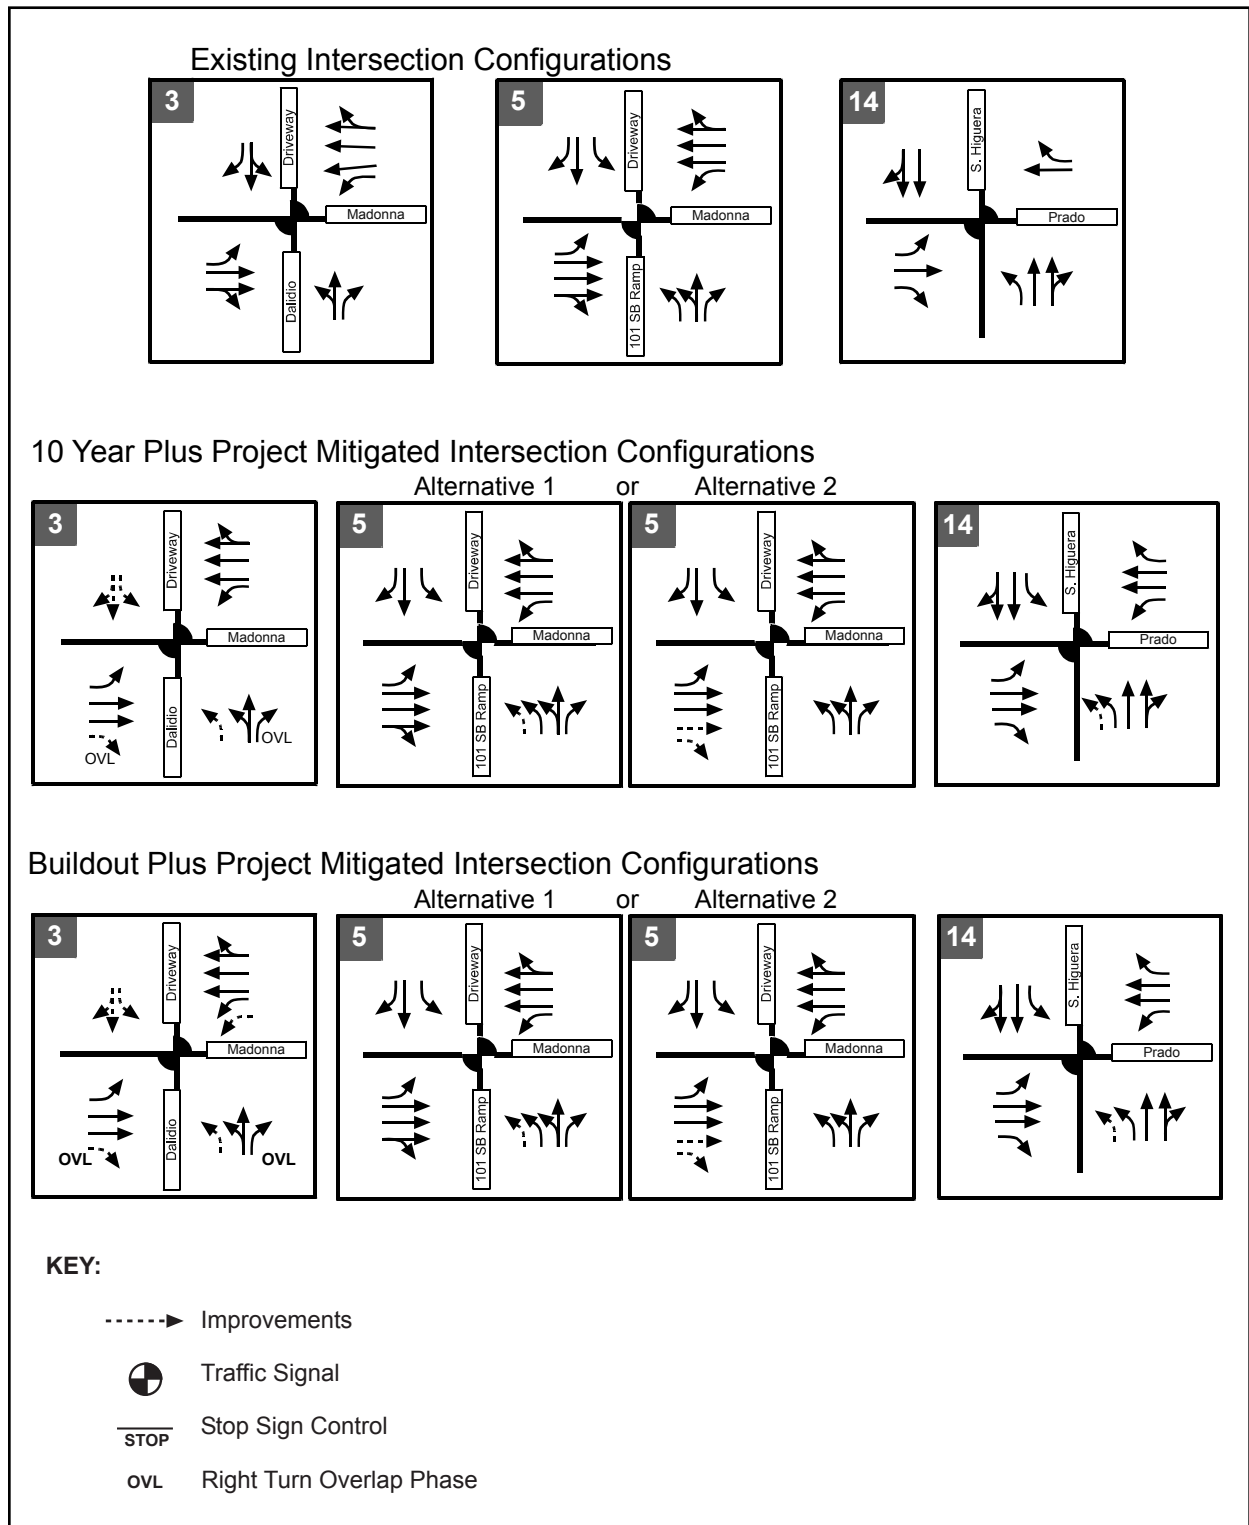 Existing Intersection Configurations
3
Driveway
Madonna
Dalidio
5
Driveway
Madonna
101 SB Ramp
14
S. Higuera
Prado
10 Year Plus Project Mitigated Intersection Configurations
Alternative 1 or Alternative 2
3
Driveway
Madonna
Dalidio
OVL
OVL
5
Driveway
Madonna
101 SB Ramp
5
Driveway
Madonna
101 SB Ramp
14
S. Higuera
Prado
Buildout Plus Project Mitigated Intersection Configurations
Alternative 1 or Alternative 2
3
Driveway
Madonna
Dalidio
OVL
OVL
5
Driveway
Madonna
101 SB Ramp
5
Driveway
Madonna
101 SB Ramp
14
S. Higuera
Prado
KEY:
Improvements
Traffic Signal
STOP Stop Sign Control
OVL Right Turn Overlap Phase